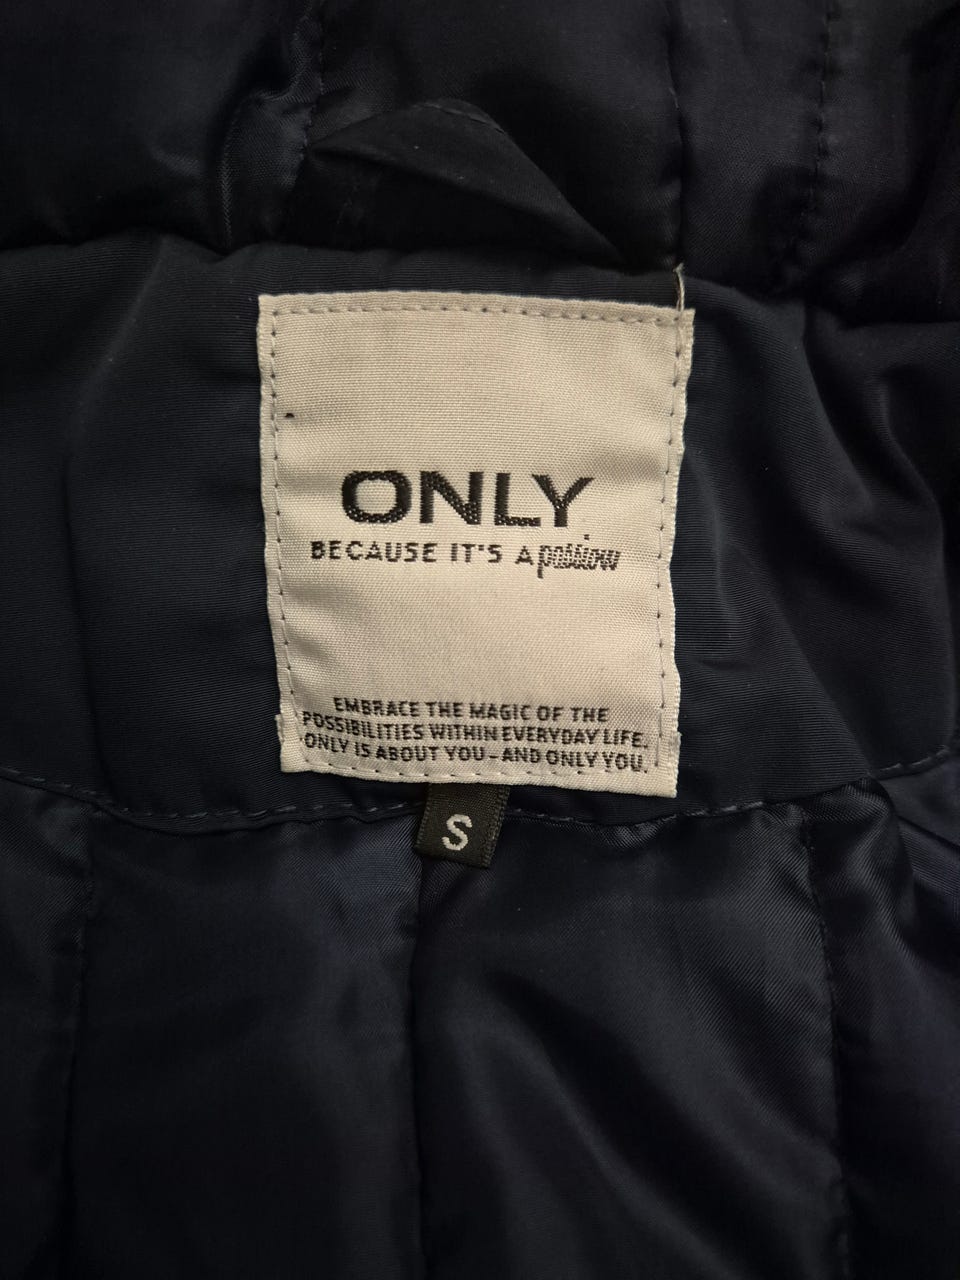 ONLY
BECAUSE IT'S A passion
EMBRACE THE MAGIC OF THE
POSSIBILITIES WITHIN EVERYDAY LIFE.
ONLY IS ABOUT YOU - AND ONLY YOU.
S